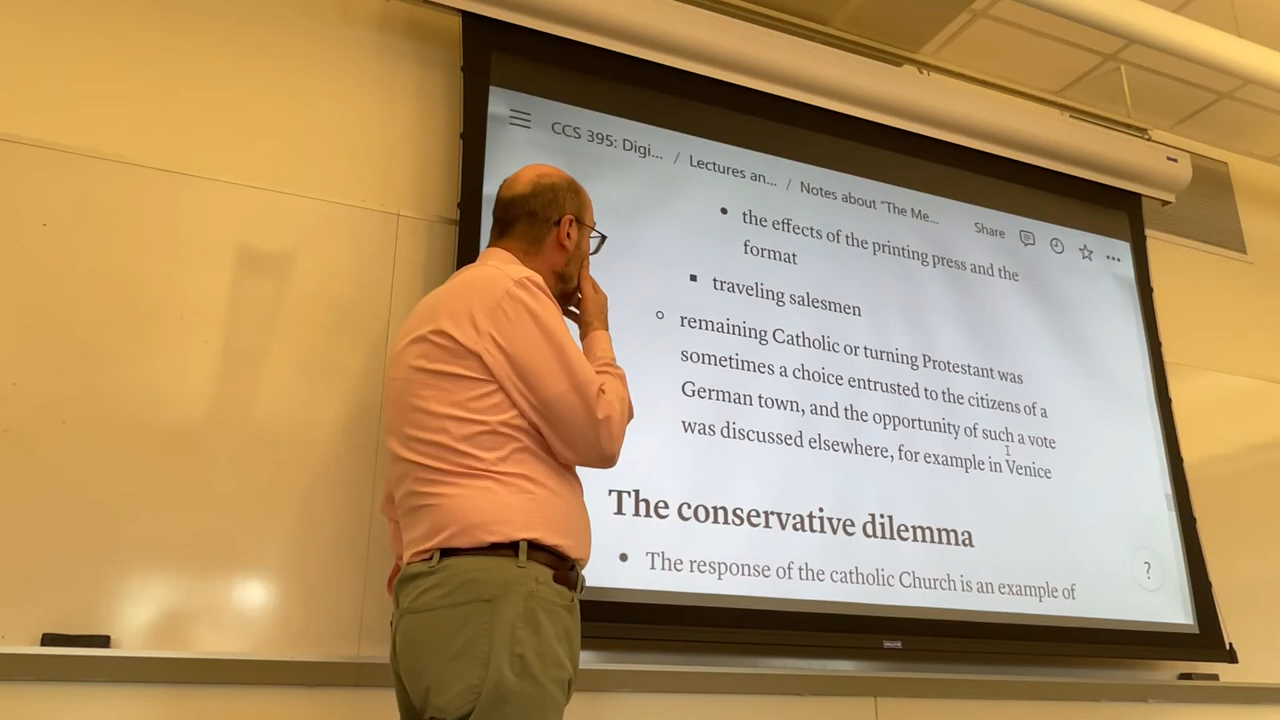 CCS 395: Digi... / Lectures an... / Notes about "The Me...
Share
the effects of the printing press and the
format
traveling salesmen
remaining Catholic or turning Protestant was
sometimes a choice entrusted to the citizens of a
German town, and the opportunity of such a vote
was discussed elsewhere, for example in Venice
The conservative dilemma
The response of the catholic Church is an example of
?